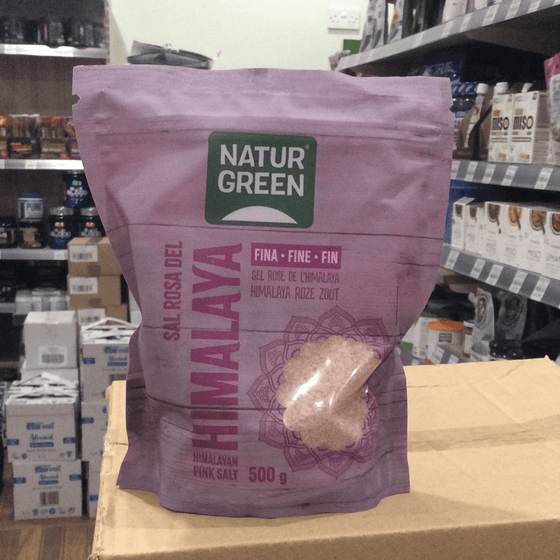 NATUR
GREEN
FINA • FINE • FIN
SEL ROSE DE L'HIMALAYA
HIMALAYA ROZE ZOUT
SAL ROSA DEL
HIMALAYA
HIMALAYAN
PINK SALT
500 g
MISO
MISO